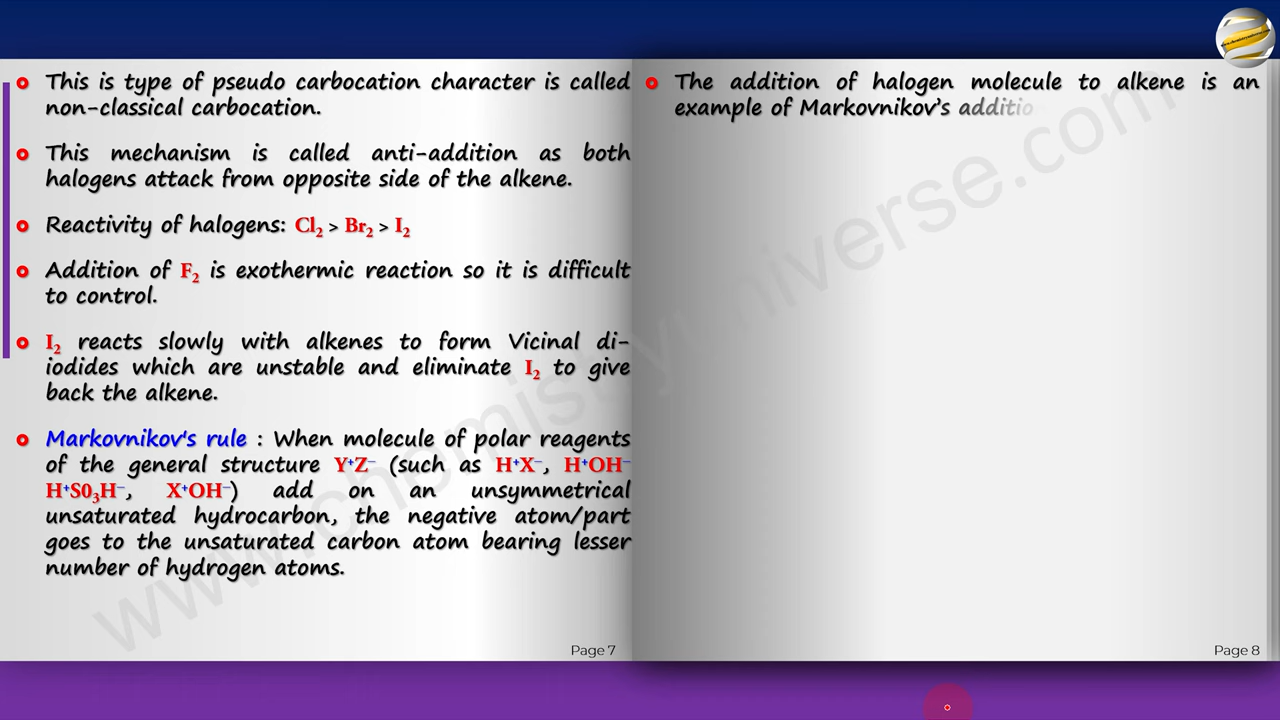 This is type of pseudo carbocation character is called
non-classical carbocation.
This mechanism is called anti-addition as both
halogens attack from opposite side of the alkene.
Reactivity of halogens: Cl₂ > Br₂ > I₂
Addition of F₂ is exothermic reaction so it is difficult
to control.
I₂ reacts slowly with alkenes to form Vicinal di-
iodides which are unstable and eliminate I₂ to give
back the alkene.
Markovnikov's rule : When molecule of polar reagents
of the general structure Y⁺Z⁻ (such as H⁺X⁻, H⁺OH⁻
H⁺S0₃H⁻, X⁺OH⁻) add on an unsymmetrical
unsaturated hydrocarbon, the negative atom/part
goes to the unsaturated carbon atom bearing lesser
number of hydrogen atoms.
Page 7
The addition of halogen molecule to alkene is an
example of Markovnikov's additio
Page 8
www.chemistryuniverse.com